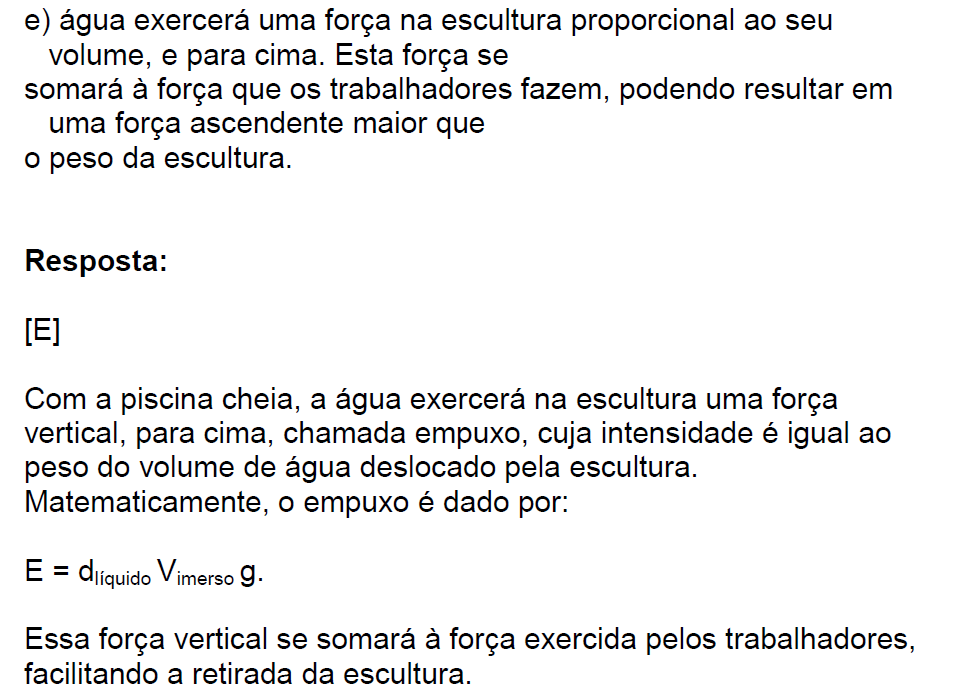 e) água exercerá uma força na escultura proporcional ao seu
volume, e para cima. Esta força se
somará à força que os trabalhadores fazem, podendo resultar em
uma força ascendente maior que
o peso da escultura.
Resposta:
[E]
Com a piscina cheia, a água exercerá na escultura uma força
vertical, para cima, chamada empuxo, cuja intensidade é igual ao
peso do volume de água deslocado pela escultura.
Matematicamente, o empuxo é dado por:
E = dlíquido Vimerso g.
Essa força vertical se somará à força exercida pelos trabalhadores,
facilitando a retirada da escultura.